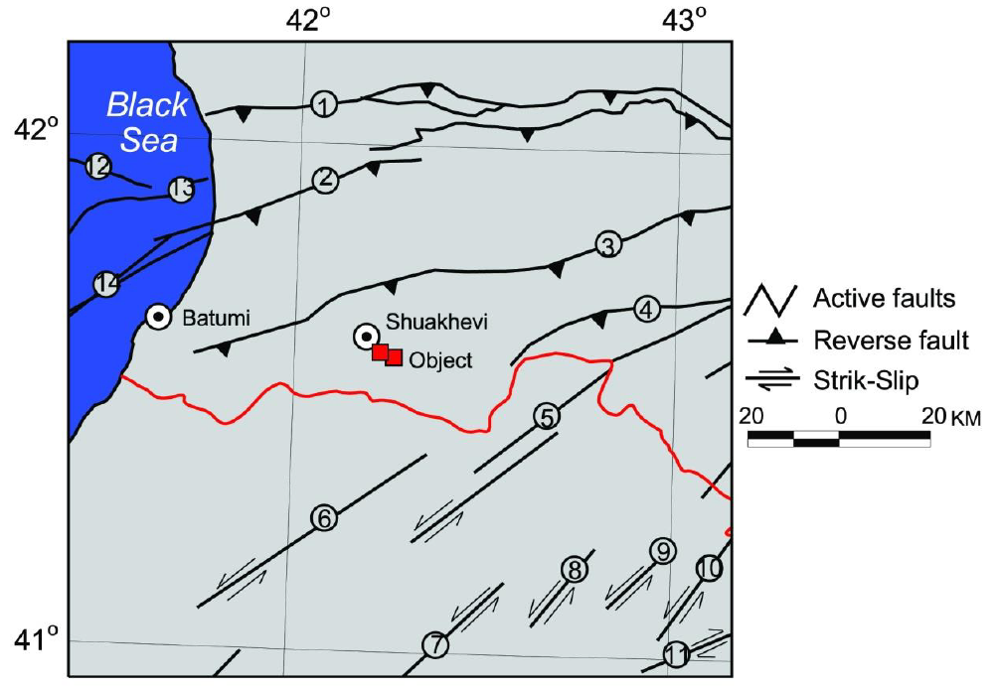 42° 43°
42°
Black
Sea
1
12
13
2
3
14
4
Batumi
Shuakhevi
Object
5
6
8
9
10
7
11
41°
Active faults
Reverse fault
Strik-Slip
20 0 20 KM